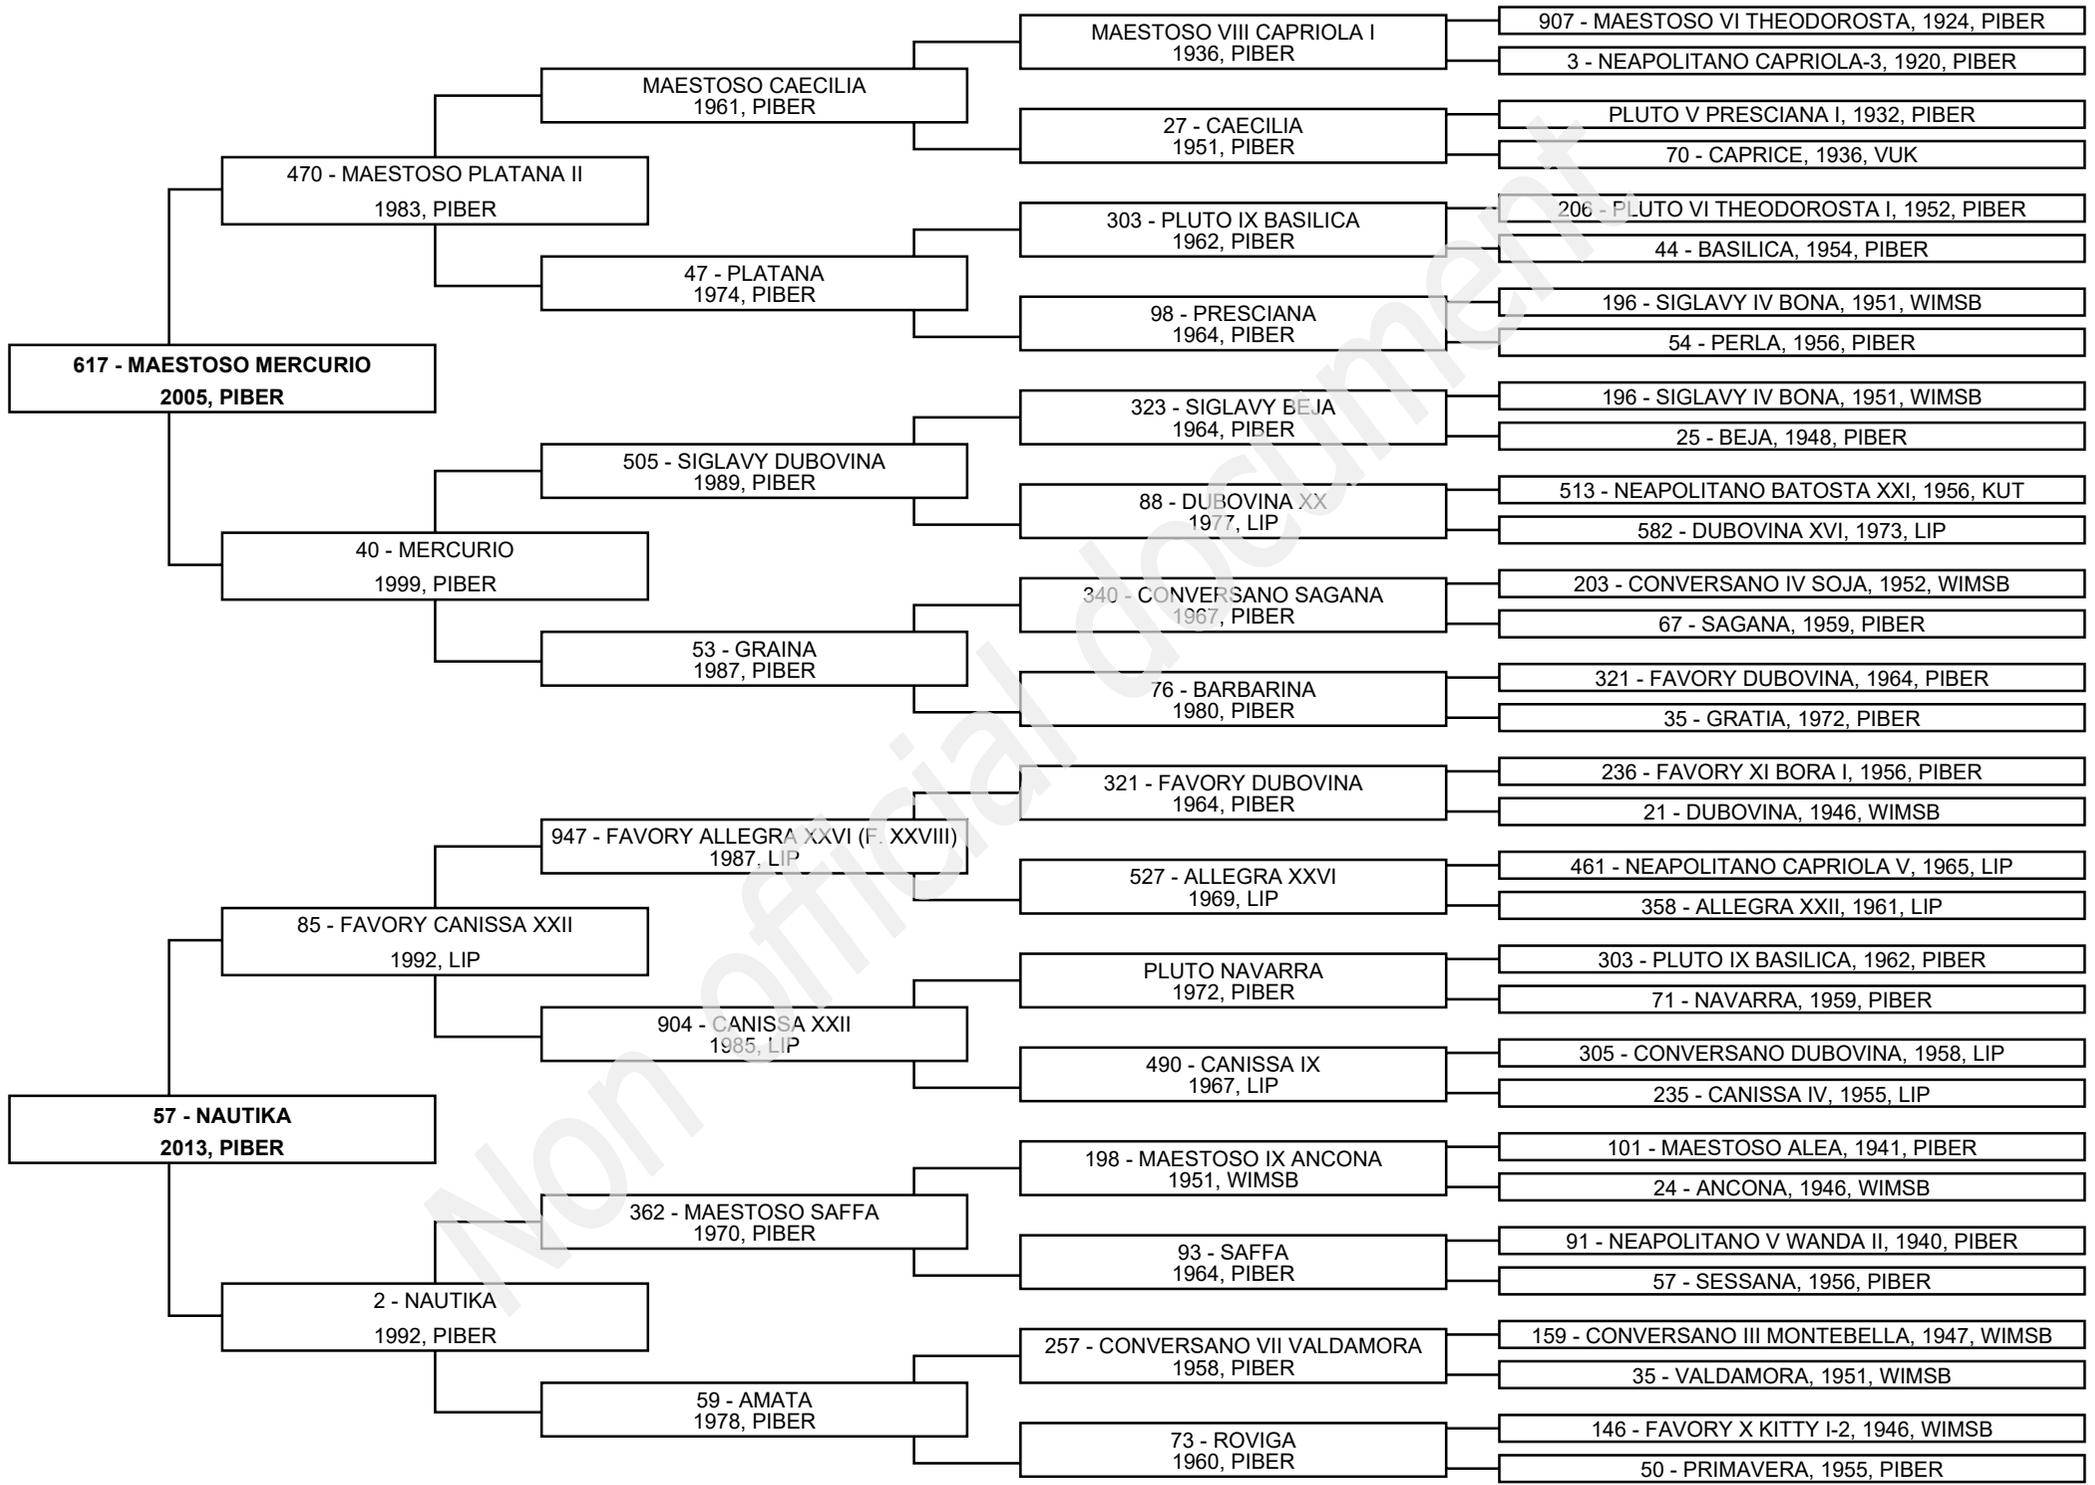 617 - MAESTOSO MERCURIO
2005, PIBER
57 - NAUTIKA
2013, PIBER
470 - MAESTOSO PLATANA II
1983, PIBER
40 - MERCURIO
1999, PIBER
85 - FAVORY CANISSA XXII
1992, LIP
2 - NAUTIKA
1992, PIBER
MAESTOSO CAECILIA
1961, PIBER
47 - PLATANA
1974, PIBER
505 - SIGLAVY DUBOVINA
1989, PIBER
53 - GRAINA
1987, PIBER
947 - FAVORY ALLEGRA XXVI (F. XXVIII)
1987, LIP
904 - CANISSA XXII
1985, LIP
362 - MAESTOSO SAFFA
1970, PIBER
59 - AMATA
1978, PIBER
MAESTOSO VIII CAPRIOLA I
1936, PIBER
27 - CAECILIA
1951, PIBER
303 - PLUTO IX BASILICA
1962, PIBER
98 - PRESCIANA
1964, PIBER
323 - SIGLAVY BEJA
1964, PIBER
88 - DUBOVINA XX
1977, LIP
340 - CONVERSANO SAGANA
1967, PIBER
76 - BARBARINA
1980, PIBER
321 - FAVORY DUBOVINA
1964, PIBER
527 - ALLEGRA XXVI
1969, LIP
PLUTO NAVARRA
1972, PIBER
490 - CANISSA IX
1967, LIP
198 - MAESTOSO IX ANCONA
1951, WIMSB
93 - SAFFA
1964, PIBER
257 - CONVERSANO VII VALDAMORA
1958, PIBER
73 - ROVIGA
1960, PIBER
907 - MAESTOSO VI THEODOROSTA, 1924, PIBER
3 - NEAPOLITANO CAPRIOLA-3, 1920, PIBER
PLUTO V PRESCIANA I, 1932, PIBER
70 - CAPRICE, 1936, VUK
206 - PLUTO VI THEODOROSTA I, 1952, PIBER
44 - BASILICA, 1954, PIBER
196 - SIGLAVY IV BONA, 1951, WIMSB
54 - PERLA, 1956, PIBER
196 - SIGLAVY IV BONA, 1951, WIMSB
25 - BEJA, 1948, PIBER
513 - NEAPOLITANO BATOSTA XXI, 1956, KUT
582 - DUBOVINA XVI, 1973, LIP
203 - CONVERSANO IV SOJA, 1952, WIMSB
67 - SAGANA, 1959, PIBER
321 - FAVORY DUBOVINA, 1964, PIBER
35 - GRATIA, 1972, PIBER
236 - FAVORY XI BORA I, 1956, PIBER
21 - DUBOVINA, 1946, WIMSB
461 - NEAPOLITANO CAPRIOLA V, 1965, LIP
358 - ALLEGRA XXII, 1961, LIP
303 - PLUTO IX BASILICA, 1962, PIBER
71 - NAVARRA, 1959, PIBER
305 - CONVERSANO DUBOVINA, 1958, LIP
235 - CANISSA IV, 1955, LIP
101 - MAESTOSO ALEA, 1941, PIBER
24 - ANCONA, 1946, WIMSB
91 - NEAPOLITANO V WANDA II, 1940, PIBER
57 - SESSANA, 1956, PIBER
159 - CONVERSANO III MONTEBELLA, 1947, WIMSB
35 - VALDAMORA, 1951, WIMSB
146 - FAVORY X KITTY I-2, 1946, WIMSB
50 - PRIMAVERA, 1955, PIBER
Non official document